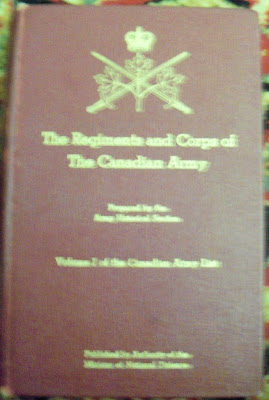 The Regiments and Corps of
The Canadian Army
Prepared by the
Army Historical Section
Volume I of the Canadian Army List
Published by Authority of the
Minister of National Defence